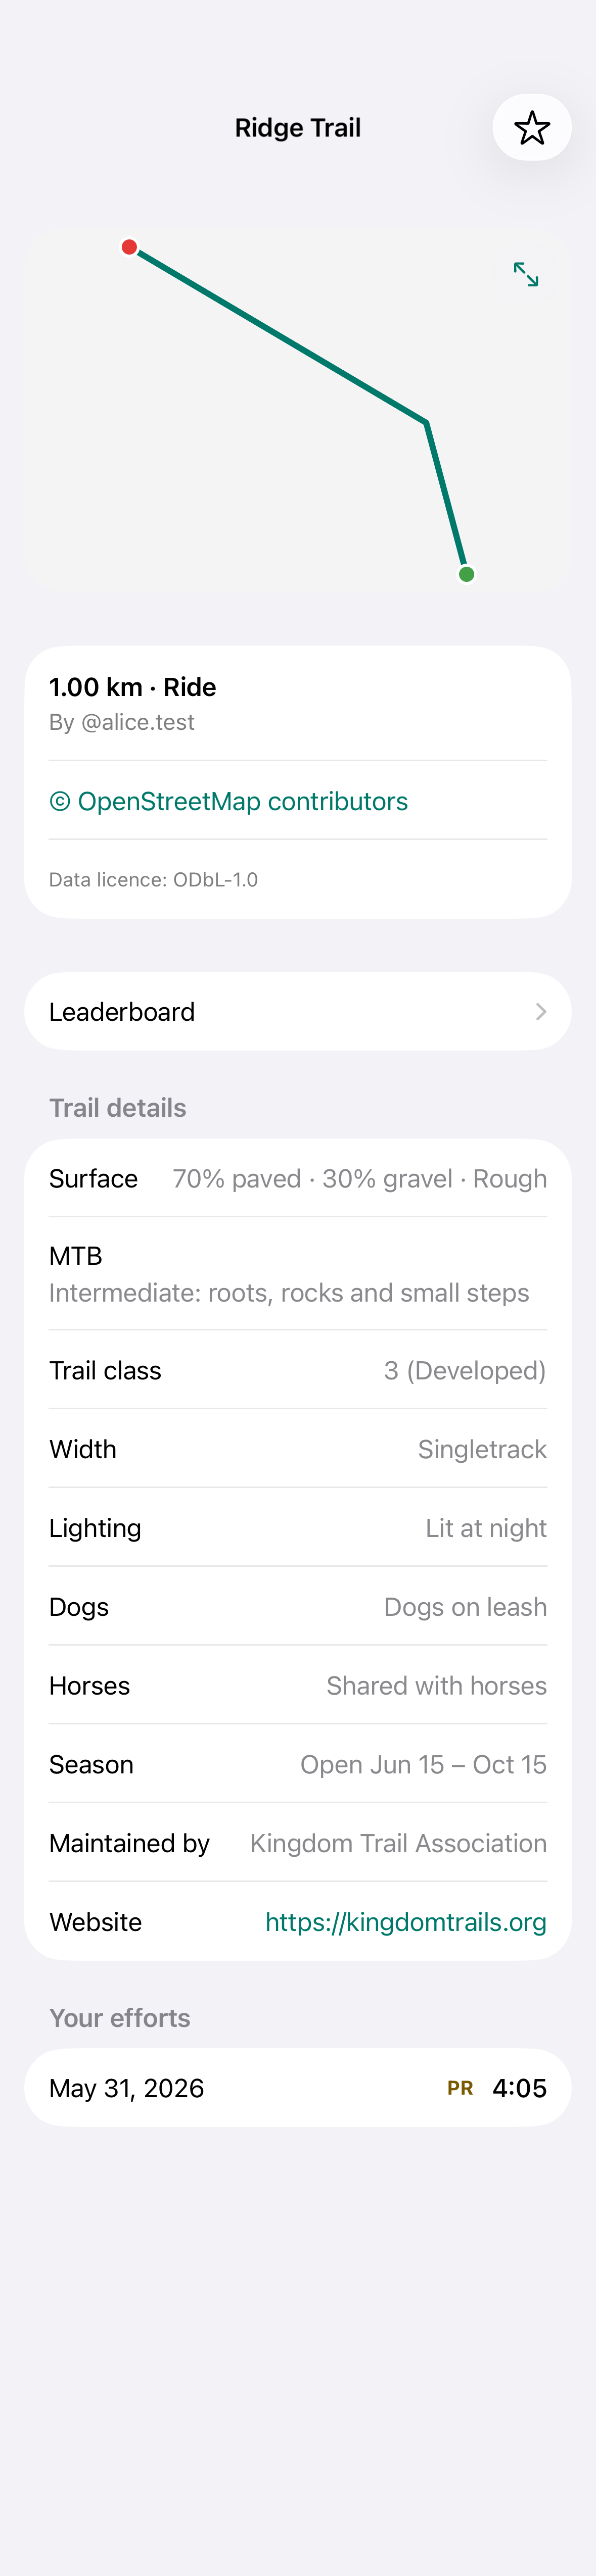 Ridge Trail
1.00 km · Ride
By @alice.test
© OpenStreetMap contributors
Data licence: ODbL-1.0
Leaderboard
Trail details
Surface 70% paved · 30% gravel · Rough
MTB
Intermediate: roots, rocks and small steps
Trail class 3 (Developed)
Width Singletrack
Lighting Lit at night
Dogs Dogs on leash
Horses Shared with horses
Season Open Jun 15 – Oct 15
Maintained by Kingdom Trail Association
Website https://kingdomtrails.org
Your efforts
May 31, 2026 PR 4:05